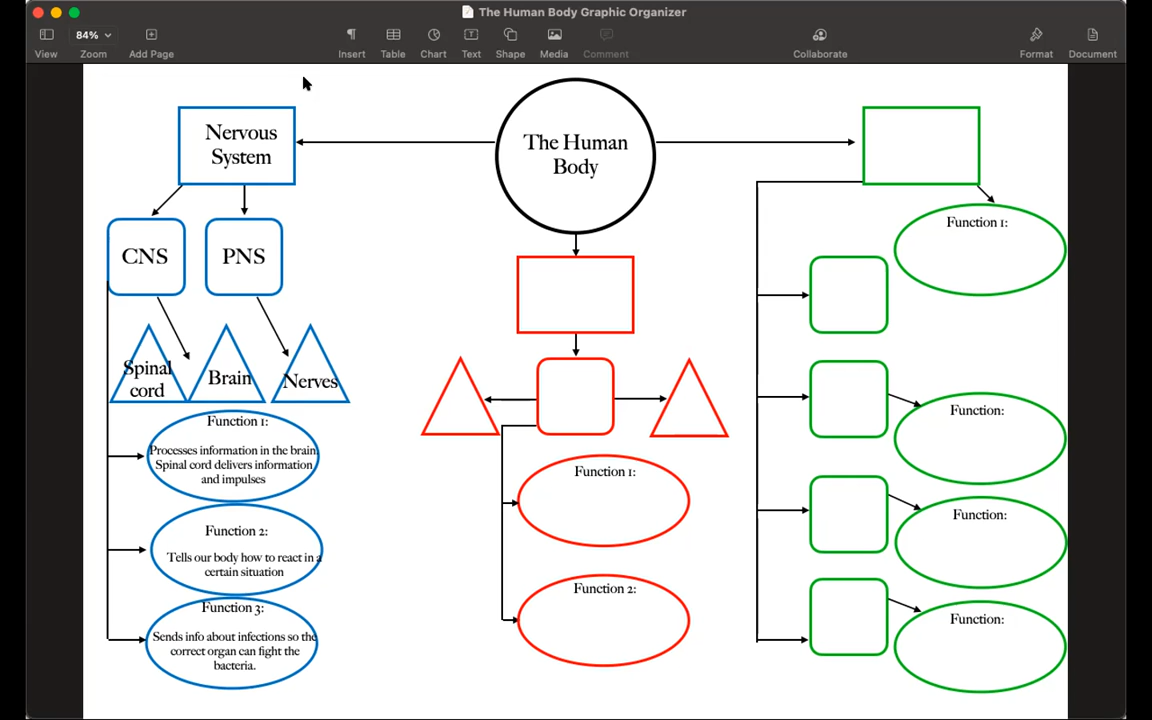 The Human Body Graphic Organizer
84%
View
Zoom
Add Page
Insert
Table
Chart
Text
Shape
Media
Comment
Collaborate
Format
Document
The Human
Body
Nervous
System
CNS
PNS
Spinal
cord
Brain
Nerves
Function 1:
Processes information in the brain.
Spinal cord delivers information
and impulses
Function 2:
Tells our body how to react in a
certain situation
Function 3:
Sends info about infections so the
correct organ can fight the
bacteria.
Function 1:
Function 2:
Function 1:
Function:
Function:
Function: